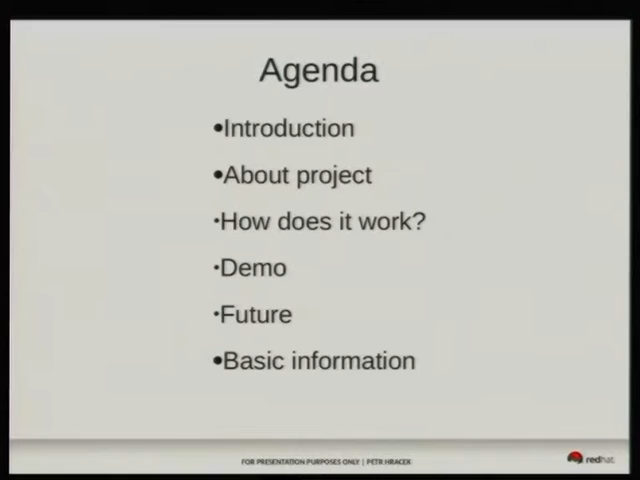 Agenda
•Introduction
•About project
·How does it work?
·Demo
·Future
•Basic information
FOR PRESENTATION PURPOSES ONLY | PETR HRACEK
redhat.